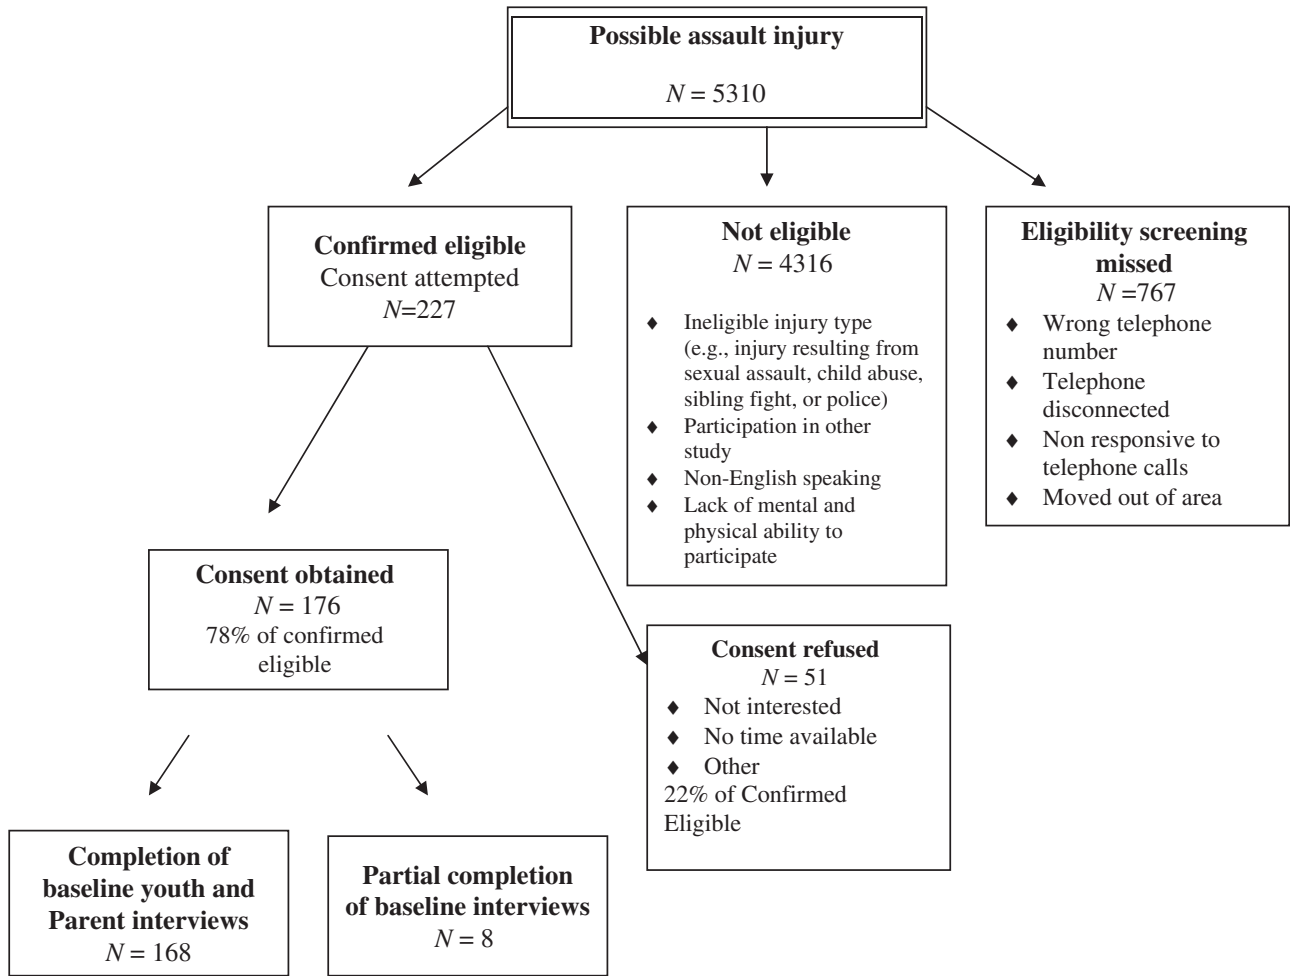 Possible assault injury
N = 5310
Confirmed eligible
Consent attempted
N=227
Not eligible
N = 4316
♦ Ineligible injury type
(e.g., injury resulting from
sexual assault, child abuse,
sibling fight, or police)
♦ Participation in other
study
♦ Non-English speaking
♦ Lack of mental and
physical ability to
participate
Eligibility screening
missed
N =767
♦ Wrong telephone
number
♦ Telephone
disconnected
♦ Non responsive to
telephone calls
♦ Moved out of area
Consent obtained
N = 176
78% of confirmed
eligible
Consent refused
N = 51
♦ Not interested
♦ No time available
♦ Other
22% of Confirmed
Eligible
Completion of
baseline youth and
Parent interviews
N = 168
Partial completion
of baseline interviews
N = 8